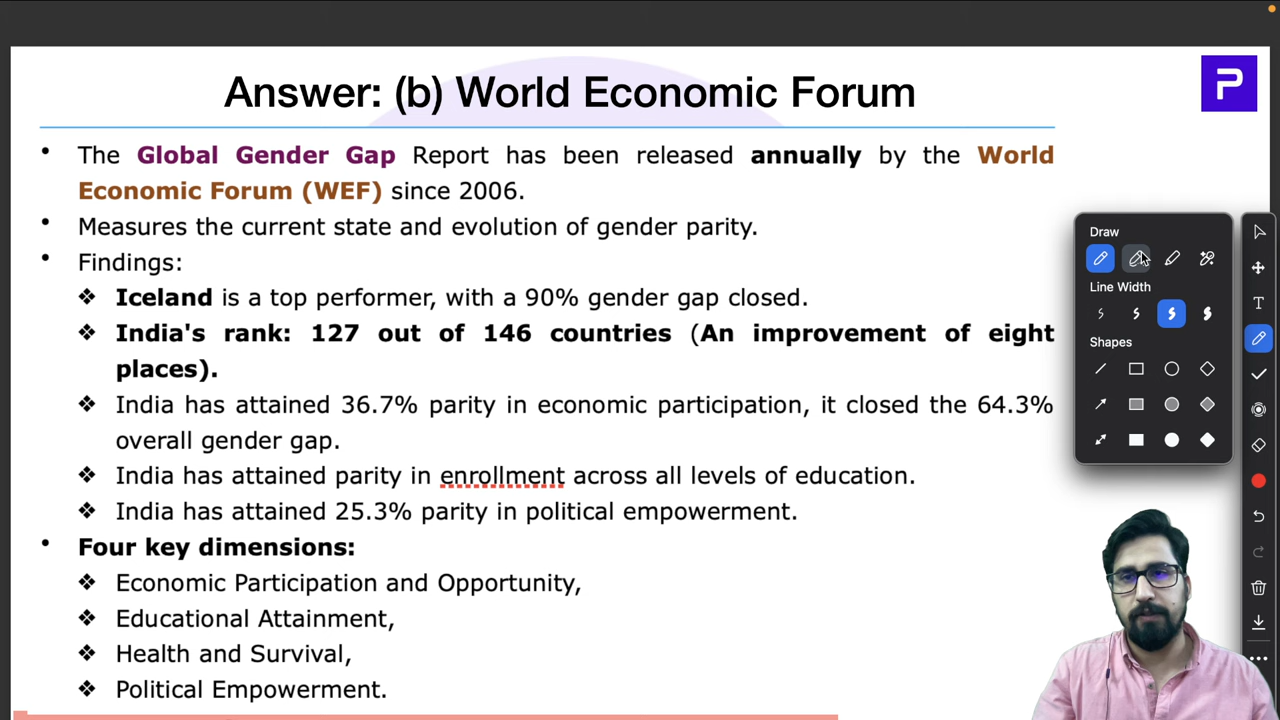 Answer: (b) World Economic Forum
P
• The Global Gender Gap Report has been released annually by the World
Economic Forum (WEF) since 2006.
• Measures the current state and evolution of gender parity.
• Findings:
❖ Iceland is a top performer, with a 90% gender gap closed.
❖ India's rank: 127 out of 146 countries (An improvement of eight
places).
❖ India has attained 36.7% parity in economic participation, it closed the 64.3%
overall gender gap.
❖ India has attained parity in enrollment across all levels of education.
❖ India has attained 25.3% parity in political empowerment.
• Four key dimensions:
❖ Economic Participation and Opportunity,
❖ Educational Attainment,
❖ Health and Survival,
❖ Political Empowerment.
Draw
Line Width
Shapes
T